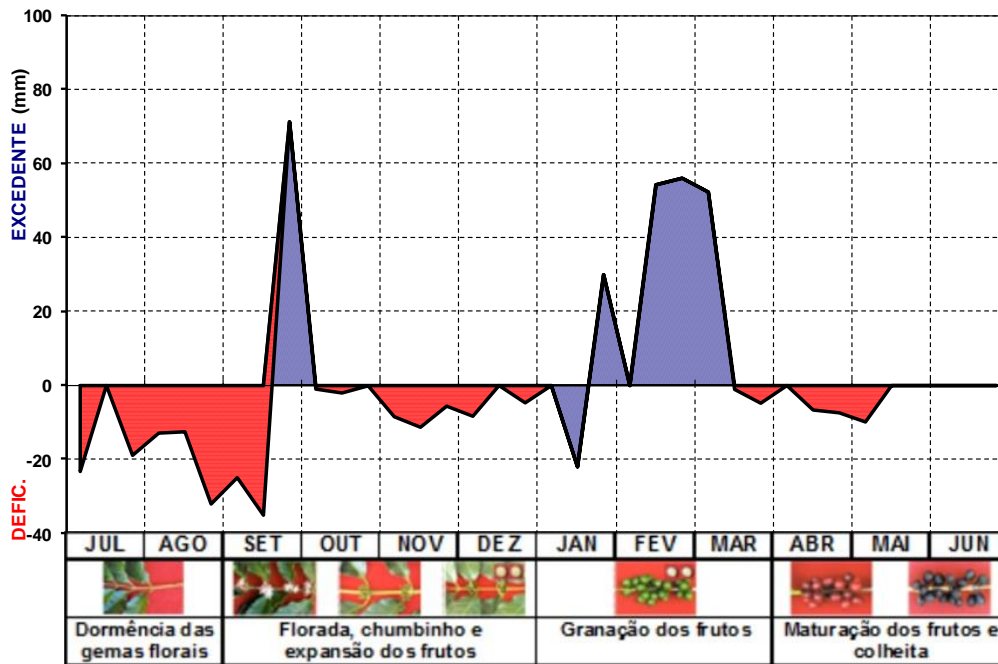 100
80
60
40
20
0
-20
-40
EXCEDENTE (mm)
DEFIC.
JUL AGO SET OUT NOV DEZ JAN FEV MAR ABR MAI JUN
Dormência das
gemas florais
Florada, chumbinho e
expansão dos frutos
Granação dos frutos
Maturação dos frutos e
colheita